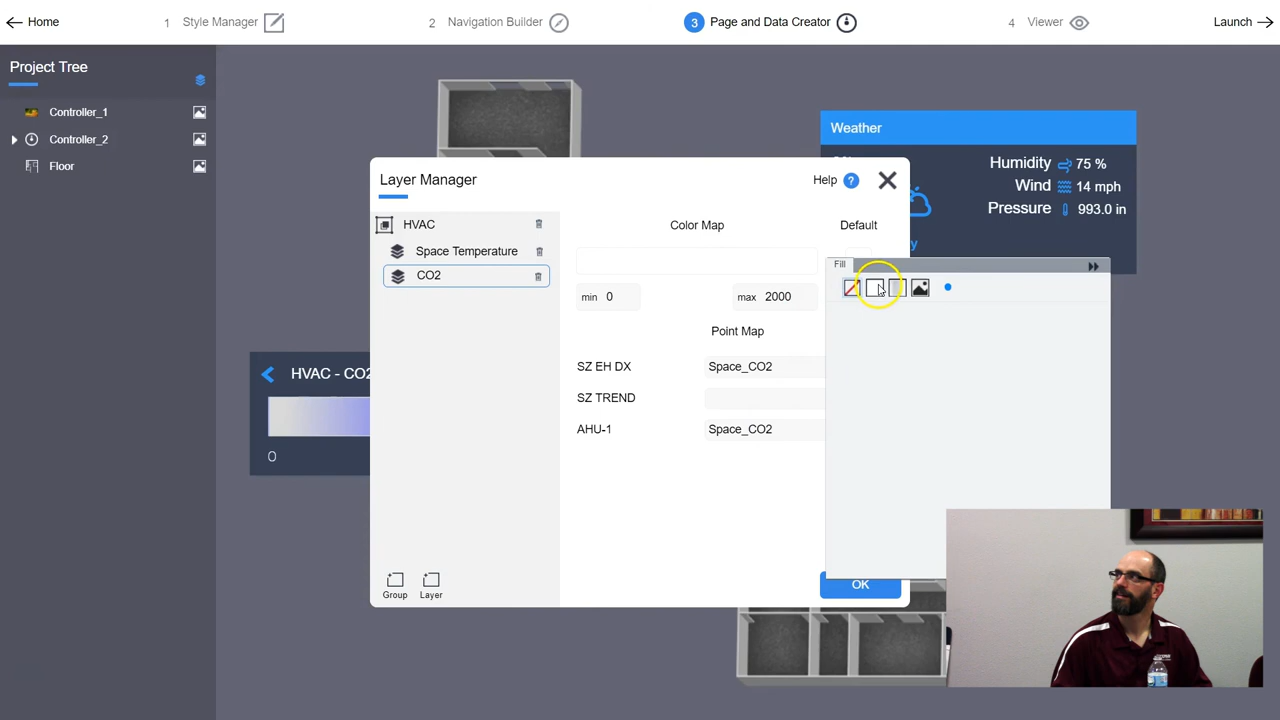 Home
1 Style Manager
2 Navigation Builder
3 Page and Data Creator
4 Viewer
Launch
Project Tree
Controller_1
Controller_2
Floor
Weather
Humidity 75 %
Wind 14 mph
Pressure 993.0 in
Layer Manager
Help ?
HVAC
Space Temperature
CO2
Color Map
Default
min 0
max 2000
Fill
Point Map
SZ EH DX Space_CO2
SZ TREND
AHU-1 Space_CO2
HVAC - CO2
0
Group
Layer
OK